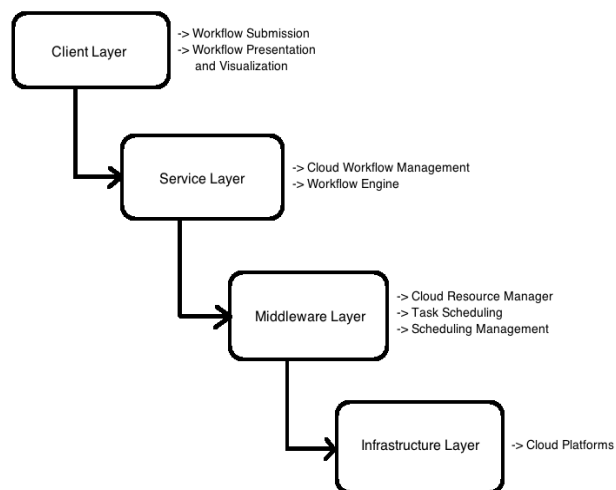 Client Layer
-> Workflow Submission
-> Workflow Presentation
and Visualization
Service Layer
-> Cloud Workflow Management
-> Workflow Engine
Middleware Layer
-> Cloud Resource Manager
-> Task Scheduling
-> Scheduling Management
Infrastructure Layer
-> Cloud Platforms